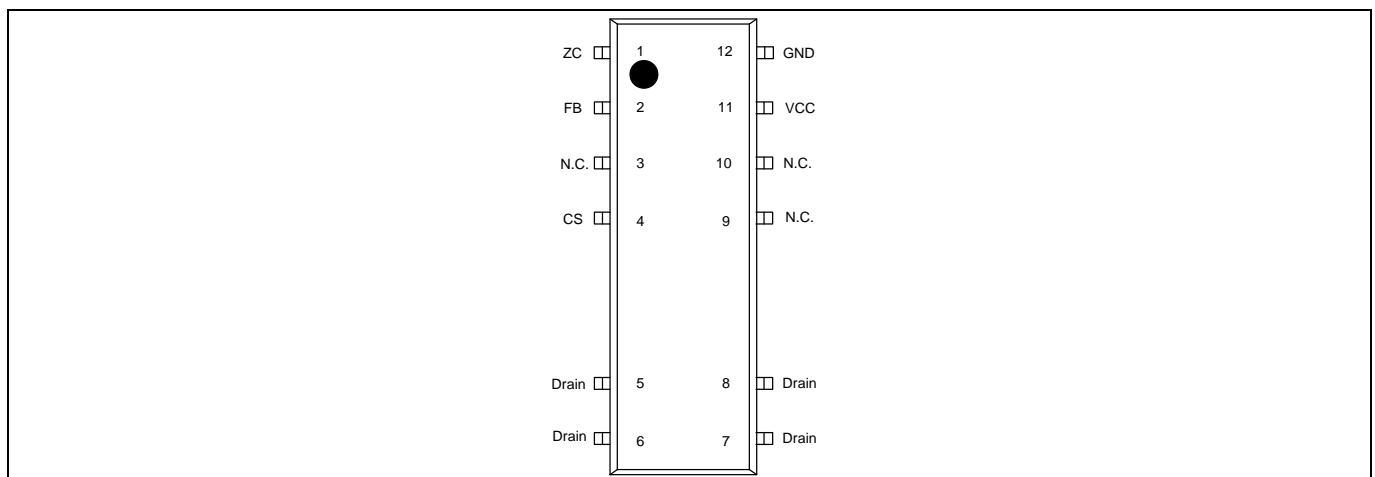 ZC 1 12 GND
FB 2 11 VCC
N.C. 3 10 N.C.
CS 4 9 N.C.
Drain 5 8 Drain
Drain 6 7 Drain